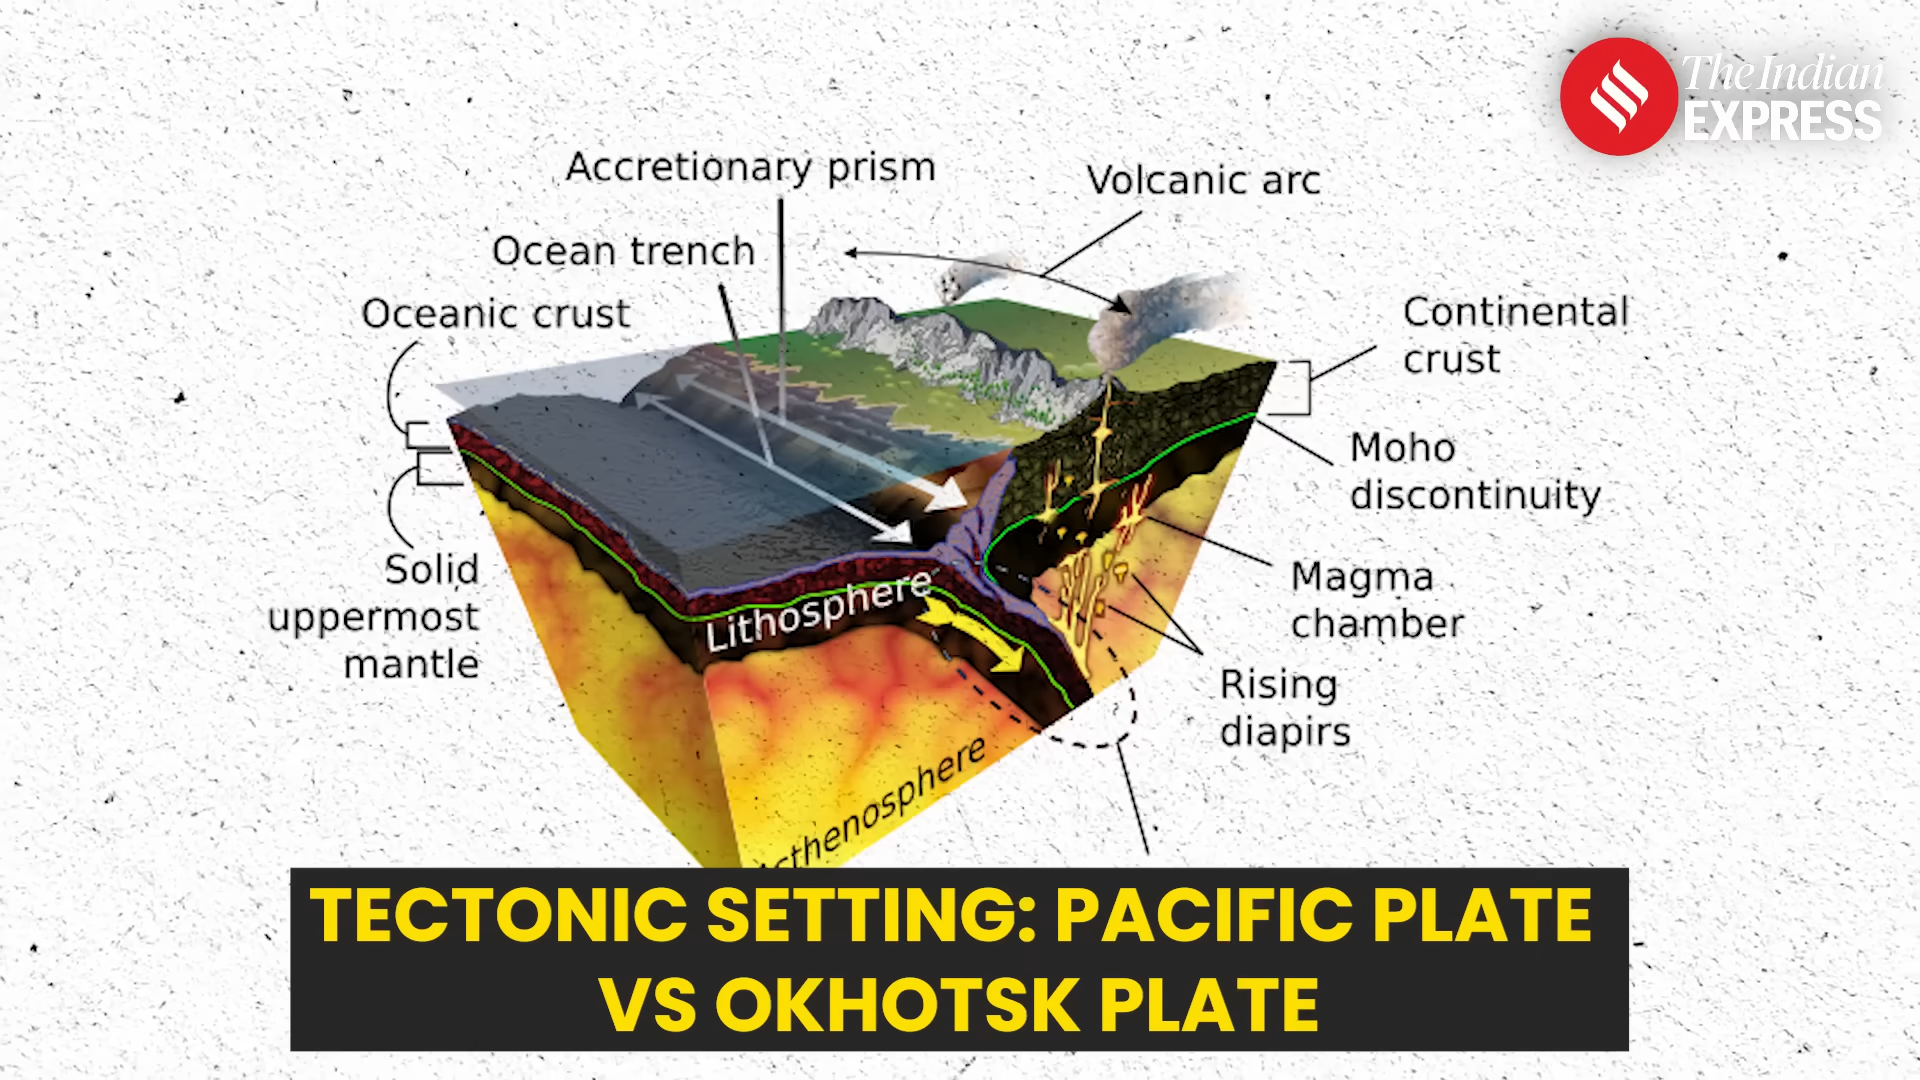 The Indian
EXPRESS
Accretionary prism
Volcanic arc
Ocean trench
Oceanic crust
Continental
crust
Moho
discontinuity
Solid
uppermost
mantle
Lithosphere
Magma
chamber
Rising
diapirs
Asthenosphere
TECTONIC SETTING: PACIFIC PLATE
VS OKHOTSK PLATE